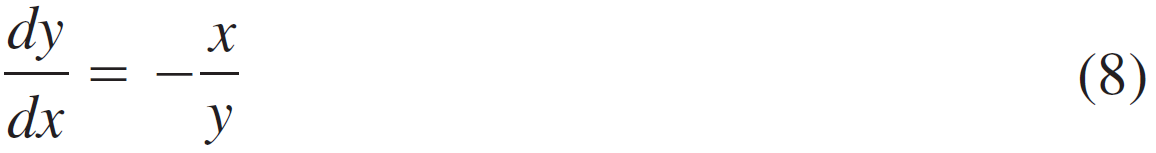 dy/dx = −x/y (8)